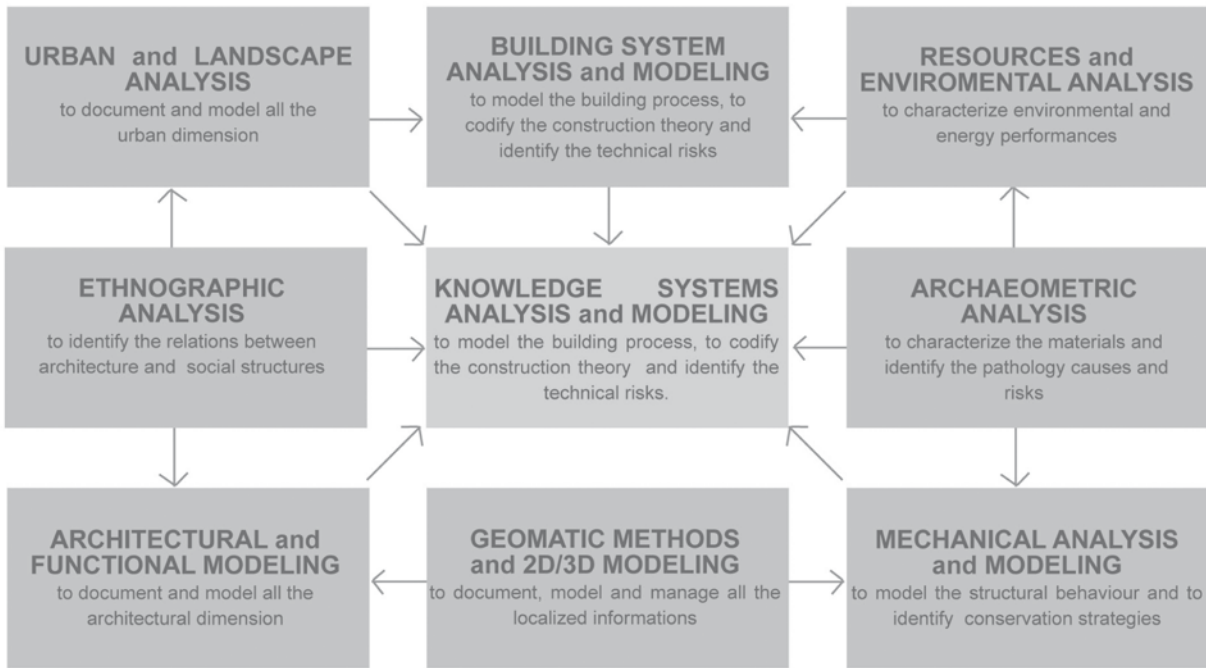 URBAN and LANDSCAPE
ANALYSIS
to document and model all the
urban dimension
BUILDING SYSTEM
ANALYSIS and MODELING
to model the building process, to
codify the construction theory and
identify the technical risks
RESOURCES and
ENVIROMENTAL ANALYSIS
to characterize environmental and
energy performances
ETHNOGRAPHIC
ANALYSIS
to identify the relations between
architecture and social structures
KNOWLEDGE SYSTEMS
ANALYSIS and MODELING
to model the building process, to codify
the construction theory and identify the
technical risks.
ARCHAEOMETRIC
ANALYSIS
to characterize the materials and
identify the pathology causes and
risks
ARCHITECTURAL and
FUNCTIONAL MODELING
to document and model all the
architectural dimension
GEOMATIC METHODS
and 2D/3D MODELING
to document, model and manage all the
localized informations
MECHANICAL ANALYSIS
and MODELING
to model the structural behaviour and to
identify conservation strategies